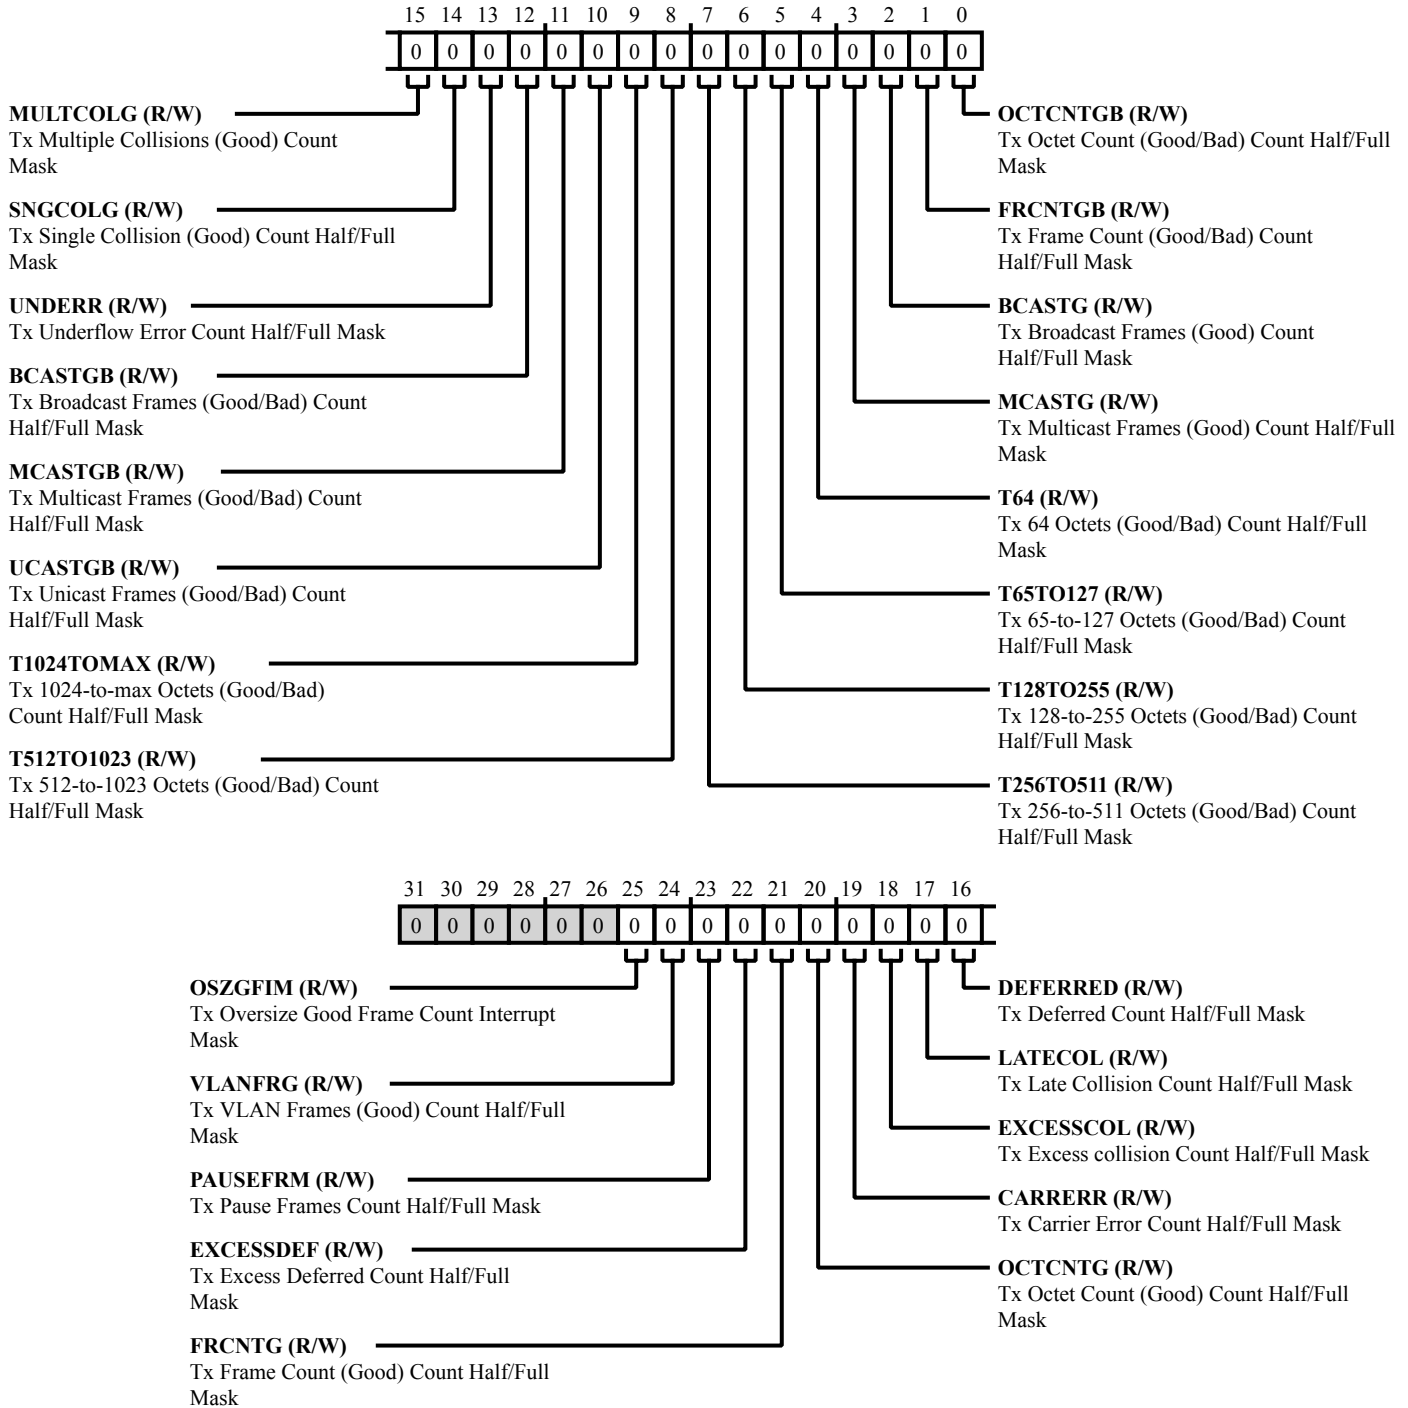 15 14 13 12 11 10 9 8 7 6 5 4 3 2 1 0
0 0 0 0 0 0 0 0 0 0 0 0 0 0 0 0
MULTCOLG (R/W)
Tx Multiple Collisions (Good) Count
Mask
SNGCOLG (R/W)
Tx Single Collision (Good) Count Half/Full
Mask
UNDERR (R/W)
Tx Underflow Error Count Half/Full Mask
BCASTGB (R/W)
Tx Broadcast Frames (Good/Bad) Count
Half/Full Mask
MCASTGB (R/W)
Tx Multicast Frames (Good/Bad) Count
Half/Full Mask
UCASTGB (R/W)
Tx Unicast Frames (Good/Bad) Count
Half/Full Mask
T1024TOMAX (R/W)
Tx 1024-to-max Octets (Good/Bad)
Count Half/Full Mask
T512TO1023 (R/W)
Tx 512-to-1023 Octets (Good/Bad) Count
Half/Full Mask
OCTCNTGB (R/W)
Tx Octet Count (Good/Bad) Count Half/Full
Mask
FRCNTGB (R/W)
Tx Frame Count (Good/Bad) Count
Half/Full Mask
BCASTG (R/W)
Tx Broadcast Frames (Good) Count
Half/Full Mask
MCASTG (R/W)
Tx Multicast Frames (Good) Count Half/Full
Mask
T64 (R/W)
Tx 64 Octets (Good/Bad) Count Half/Full
Mask
T65TO127 (R/W)
Tx 65-to-127 Octets (Good/Bad) Count
Half/Full Mask
T128TO255 (R/W)
Tx 128-to-255 Octets (Good/Bad) Count
Half/Full Mask
T256TO511 (R/W)
Tx 256-to-511 Octets (Good/Bad) Count
Half/Full Mask
31 30 29 28 27 26 25 24 23 22 21 20 19 18 17 16
0 0 0 0 0 0 0 0 0 0 0 0 0 0 0 0
OSZGFIM (R/W)
Tx Oversize Good Frame Count Interrupt
Mask
VLANFRG (R/W)
Tx VLAN Frames (Good) Count Half/Full
Mask
PAUSEFRM (R/W)
Tx Pause Frames Count Half/Full Mask
EXCESSDEF (R/W)
Tx Excess Deferred Count Half/Full
Mask
FRCNTG (R/W)
Tx Frame Count (Good) Count Half/Full
Mask
DEFERRED (R/W)
Tx Deferred Count Half/Full Mask
LATECOL (R/W)
Tx Late Collision Count Half/Full Mask
EXCESSCOL (R/W)
Tx Excess collision Count Half/Full Mask
CARRERR (R/W)
Tx Carrier Error Count Half/Full Mask
OCTCNTG (R/W)
Tx Octet Count (Good) Count Half/Full
Mask